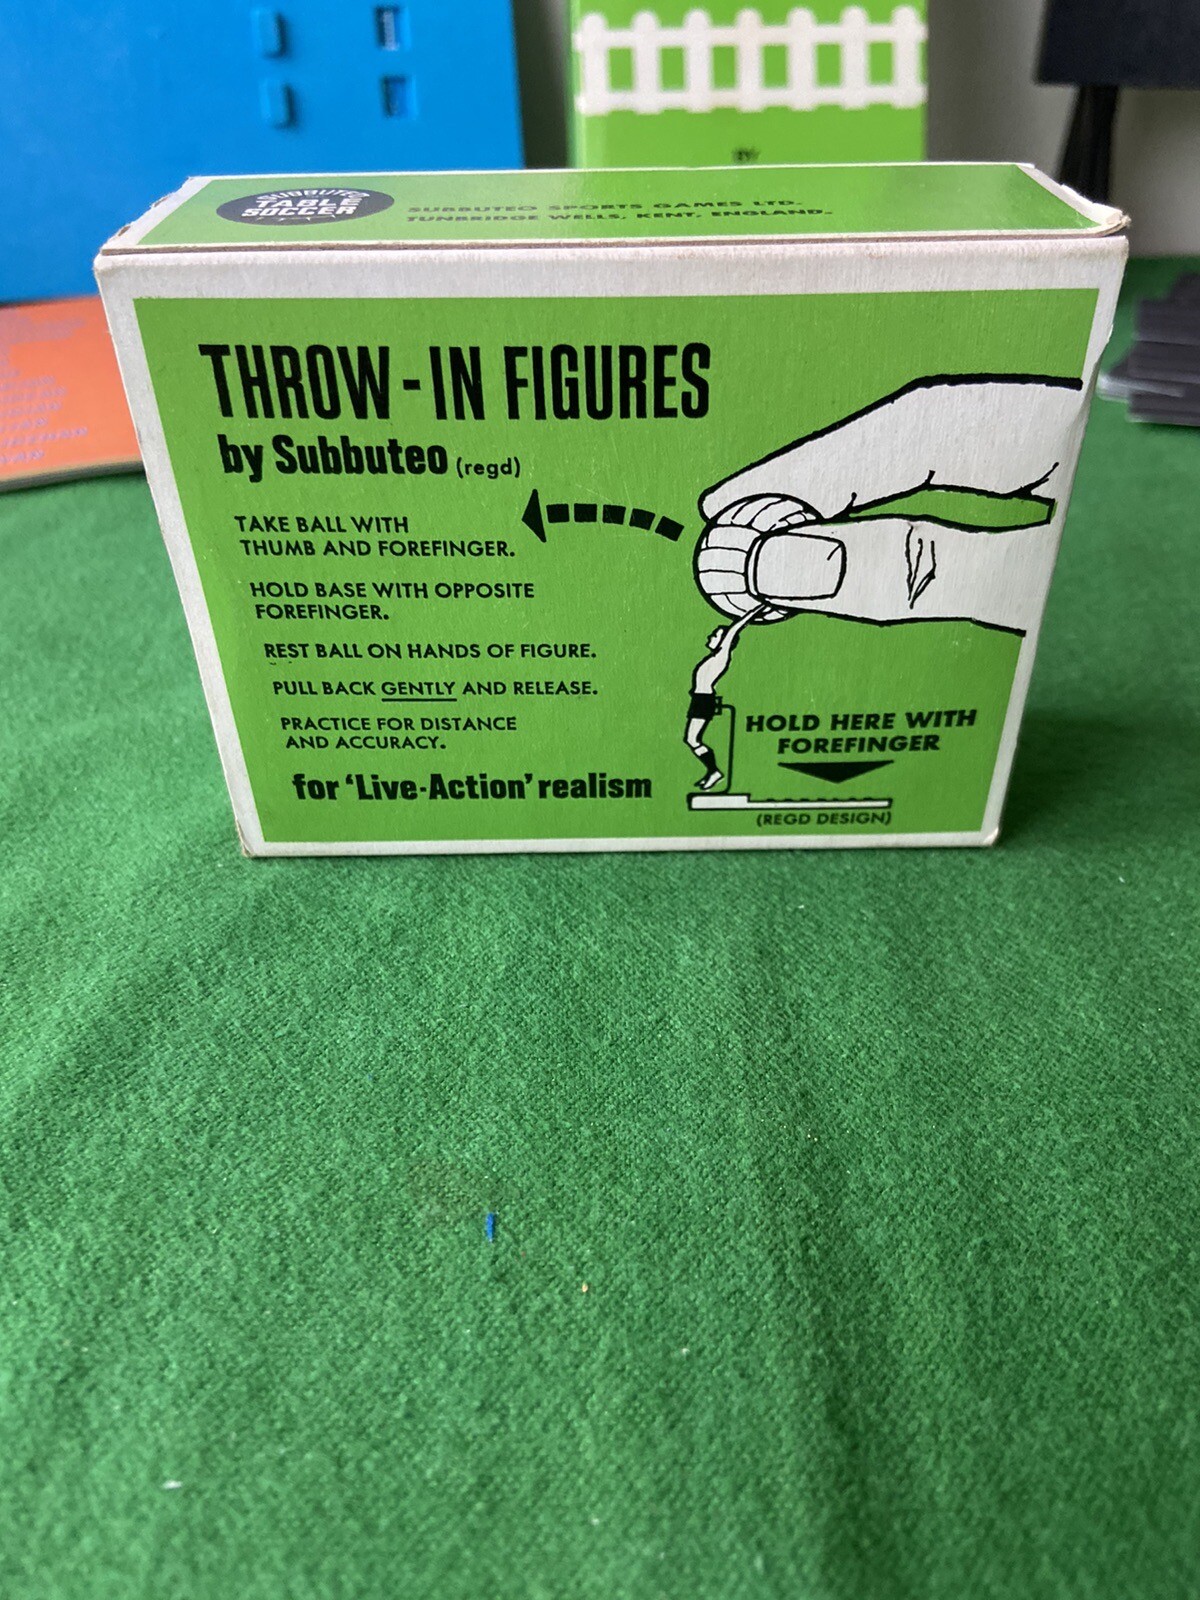 BY
SUBBUTEO
TABLE
SOCCER
SUBBUTEO SPORTS GAMES LTD.
TUNBRIDGE WELLS, KENT, ENGLAND.
THROW-IN FIGURES
by Subbuteo (regd)
TAKE BALL WITH
THUMB AND FOREFINGER.
HOLD BASE WITH OPPOSITE
FOREFINGER.
REST BALL ON HANDS OF FIGURE.
PULL BACK GENTLY AND RELEASE.
PRACTICE FOR DISTANCE
AND ACCURACY.
for 'Live-Action' realism
HOLD HERE WITH
FOREFINGER
(REGD DESIGN)